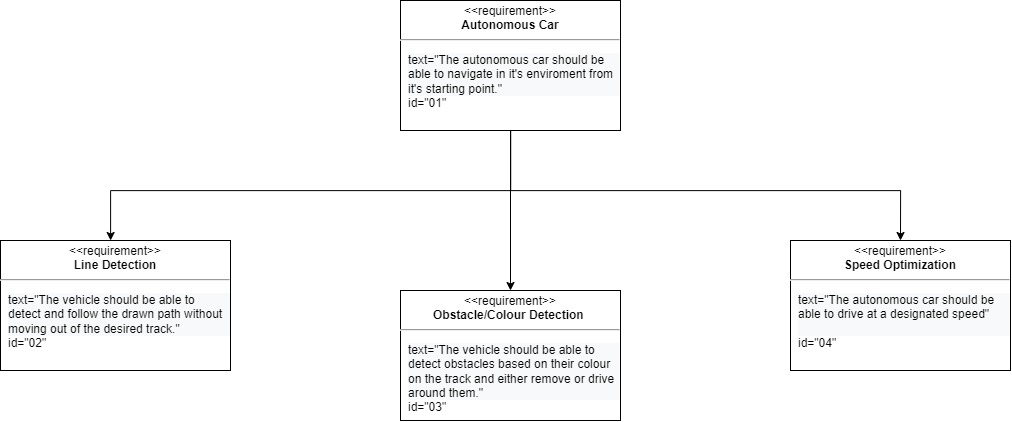 <<requirement>>
Autonomous Car
text="The autonomous car should be
able to navigate in it's enviroment from
it's starting point."
id="01"
<<requirement>>
Line Detection
text="The vehicle should be able to
detect and follow the drawn path without
moving out of the desired track."
id="02"
<<requirement>>
Obstacle/Colour Detection
text="The vehicle should be able to
detect obstacles based on their colour
on the track and either remove or drive
around them."
id="03"
<<requirement>>
Speed Optimization
text="The autonomous car should be
able to drive at a designated speed"
id="04"